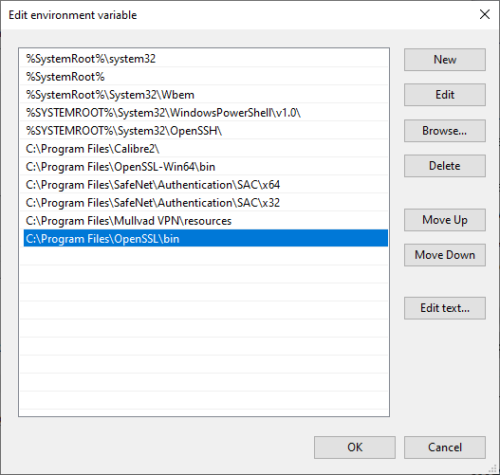 Edit environment variable
%SystemRoot%\system32
%SystemRoot%
%SystemRoot%\System32\Wbem
%SYSTEMROOT%\System32\WindowsPowerShell\v1.0\
%SYSTEMROOT%\System32\OpenSSH\
C:\Program Files\Calibre2\
C:\Program Files\OpenSSL-Win64\bin
C:\Program Files\SafeNet\Authentication\SAC\x64
C:\Program Files\SafeNet\Authentication\SAC\x32
C:\Program Files\Mullvad VPN\resources
C:\Program Files\OpenSSL\bin
New
Edit
Browse...
Delete
Move Up
Move Down
Edit text...
OK
Cancel